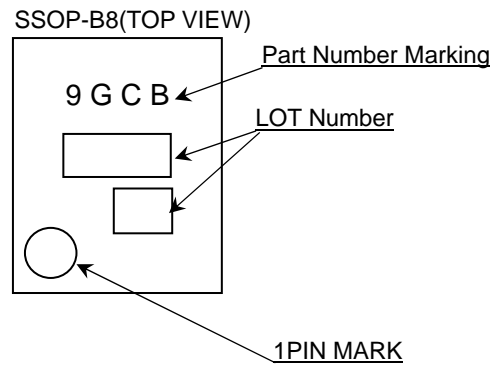 SSOP-B8(TOP VIEW)
Part Number Marking
9 G C B
LOT Number
1PIN MARK